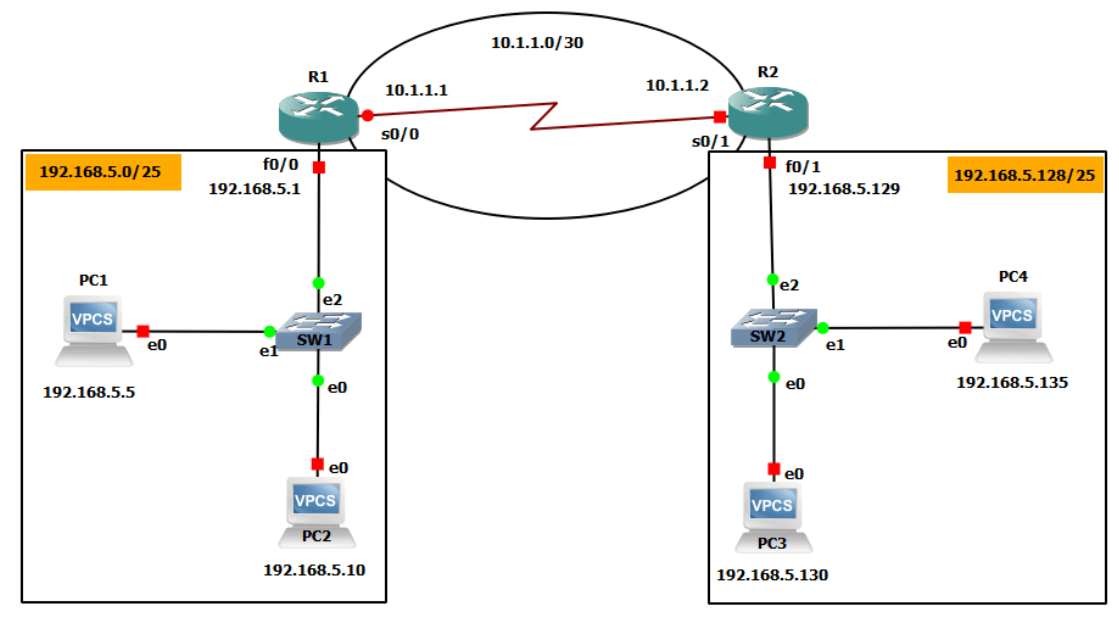 10.1.1.0/30
R1
R2
10.1.1.1
10.1.1.2
s0/0
s0/1
192.168.5.0/25
f0/0
192.168.5.1
f0/1
192.168.5.129
192.168.5.128/25
PC1
VPCS
e0
192.168.5.5
e2
SW1
e1
e0
e0
VPCS
PC2
192.168.5.10
e2
SW2
e1
e0
PC4
VPCS
e0
192.168.5.135
e0
VPCS
PC3
192.168.5.130